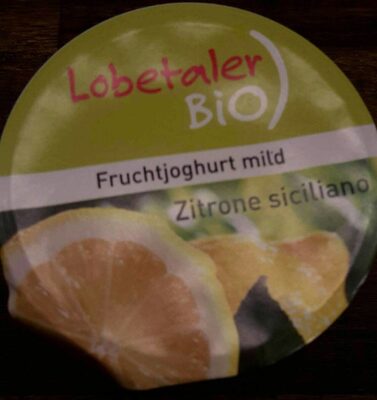 Lobetaler
BiO
Fruchtjoghurt mild
Zitrone siciliano